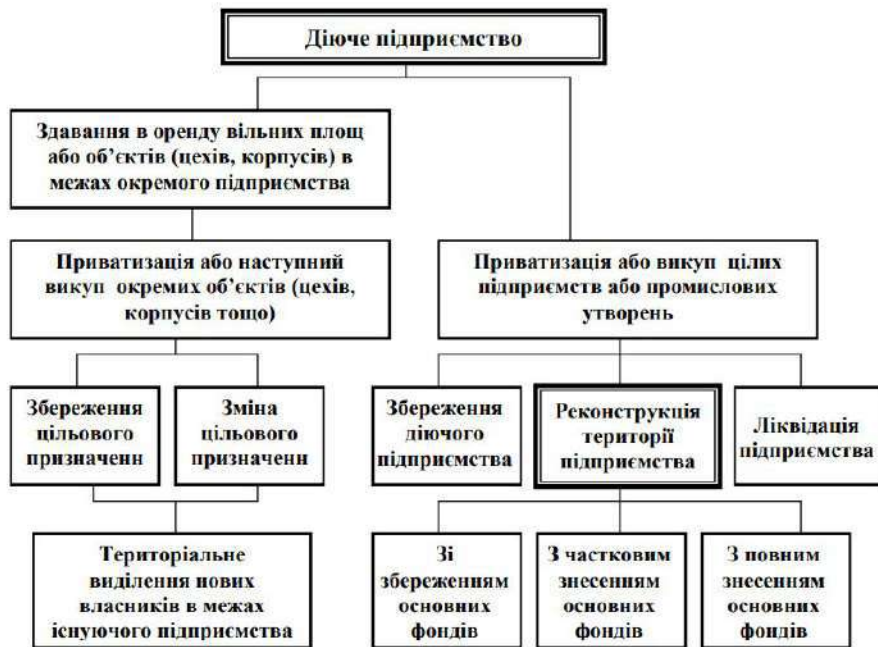 Діюче підприємство
Здавання в оренду вільних площ
або об’єктів (цехів, корпусів) в
межах окремого підприємства
Приватизація або наступний
викуп окремих об’єктів (цехів,
корпусів тощо)
Приватизація або викуп цілих
підприємств або промислових
утворень
Збереження
цільового
призначенн
Зміна
цільового
призначенн
Збереження
діючого
підприємства
Реконструкція
території
підприємства
Ліквідація
підприємства
Територіальне
виділення нових
власників в межах
існуючого підприємства
Зі
збереженням
основних
фондів
З частковим
знесенням
основних
фондів
З повним
знесенням
основних
фондів